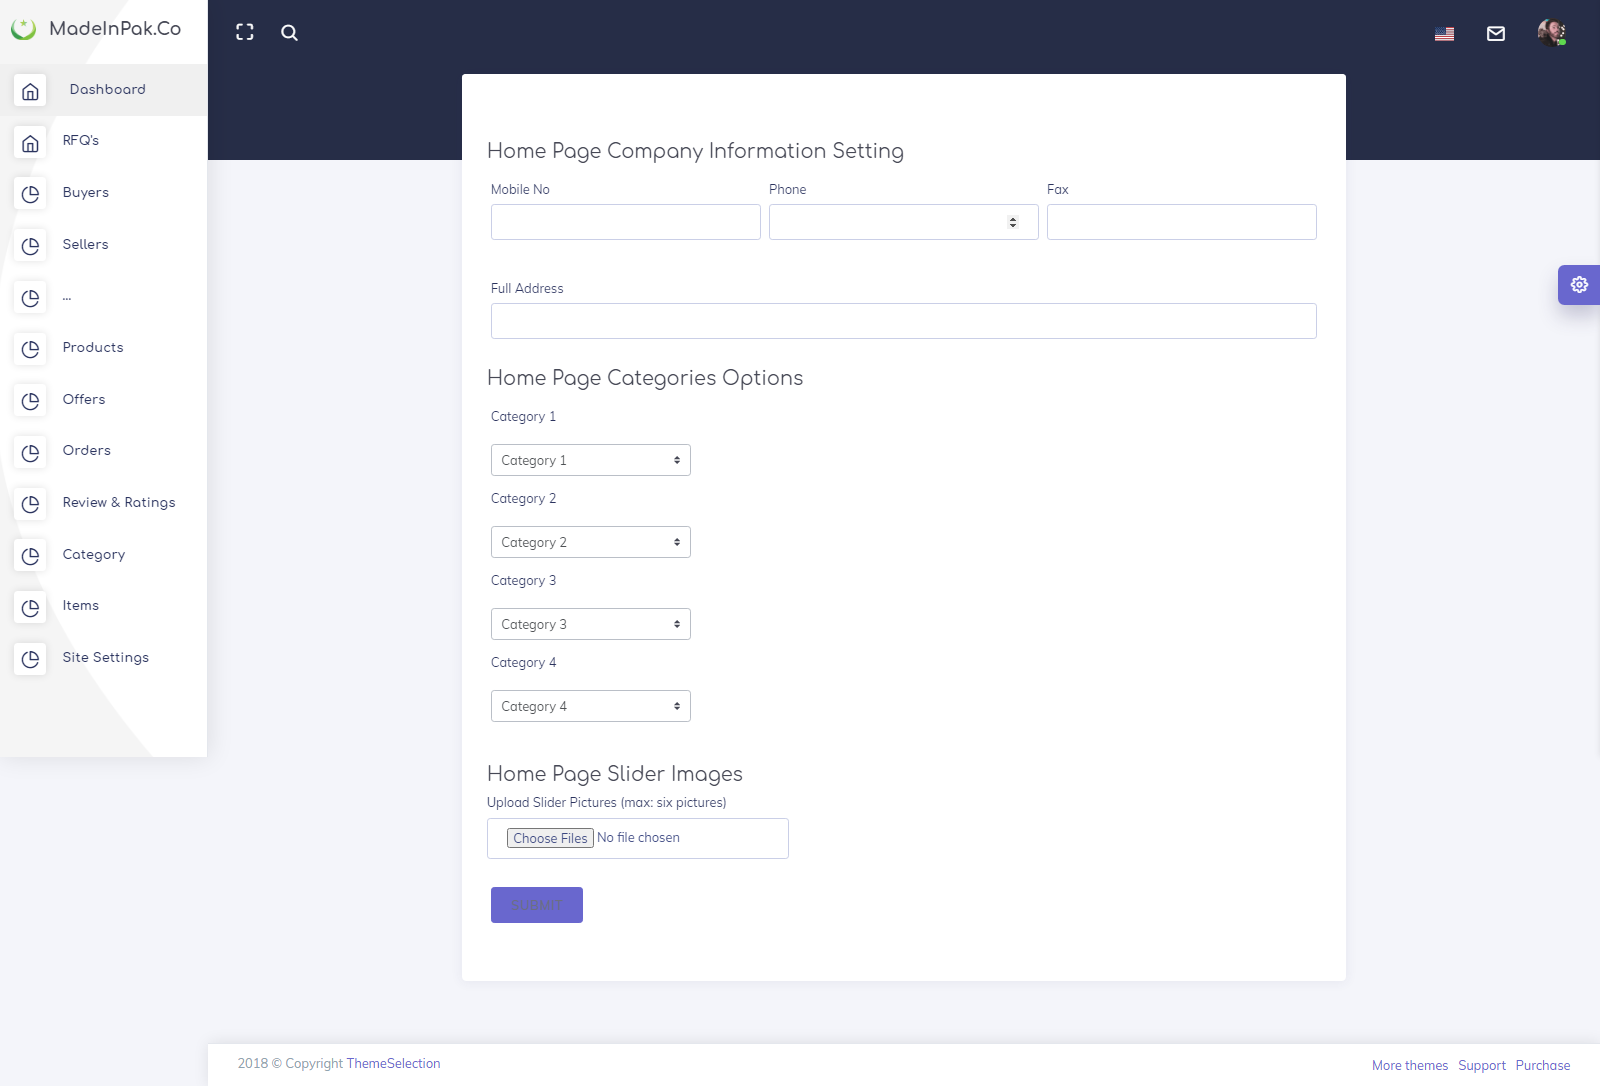 MadeInPak.Co
Dashboard
RFQ's
Buyers
Sellers
...
Products
Offers
Orders
Review & Ratings
Category
Items
Site Settings
Home Page Company Information Setting
Mobile No Phone Fax
Full Address
Home Page Categories Options
Category 1
Category 1
Category 2
Category 2
Category 3
Category 3
Category 4
Category 4
Home Page Slider Images
Upload Slider Pictures (max: six pictures)
Choose Files No file chosen
SUBMIT
2018 © Copyright ThemeSelection
More themes Support Purchase